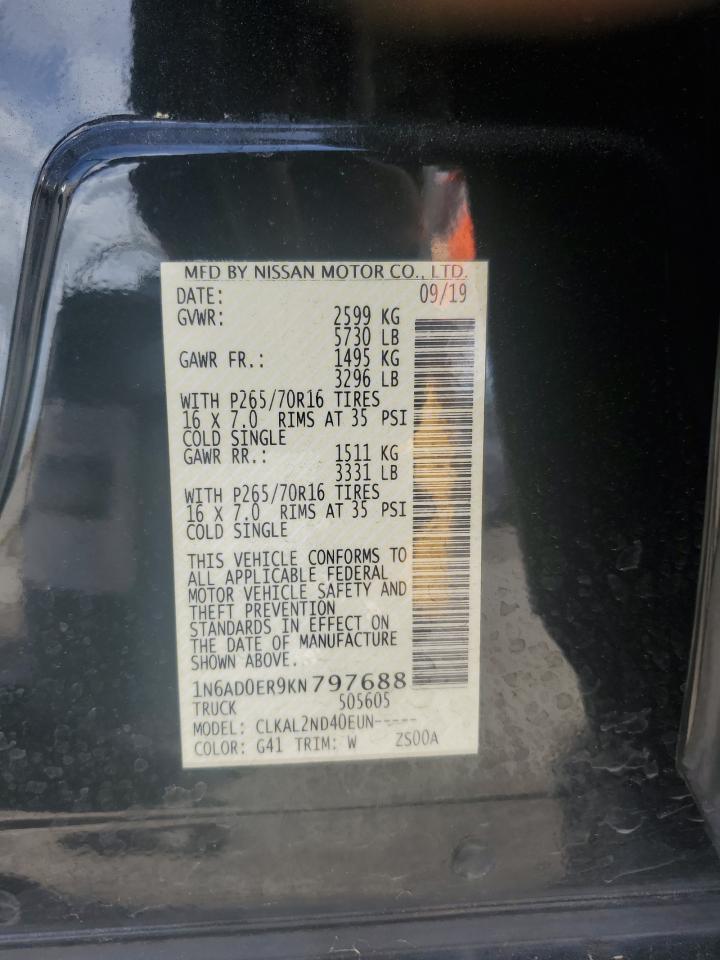 MFD BY NISSAN MOTOR CO., LTD.
DATE: 09/19
GVWR: 2599 KG
5730 LB
GAWR FR.: 1495 KG
3296 LB
WITH P265/70R16 TIRES
16 X 7.0 RIMS AT 35 PSI
COLD SINGLE
GAWR RR.: 1511 KG
3331 LB
WITH P265/70R16 TIRES
16 X 7.0 RIMS AT 35 PSI
COLD SINGLE
THIS VEHICLE CONFORMS TO
ALL APPLICABLE FEDERAL
MOTOR VEHICLE SAFETY AND
THEFT PREVENTION
STANDARDS IN EFFECT ON
THE DATE OF MANUFACTURE
SHOWN ABOVE.
1N6AD0ER9KN797688
TRUCK 505605
MODEL: CLKAL2ND40EUN-----
COLOR: G41 TRIM: W ZS00A